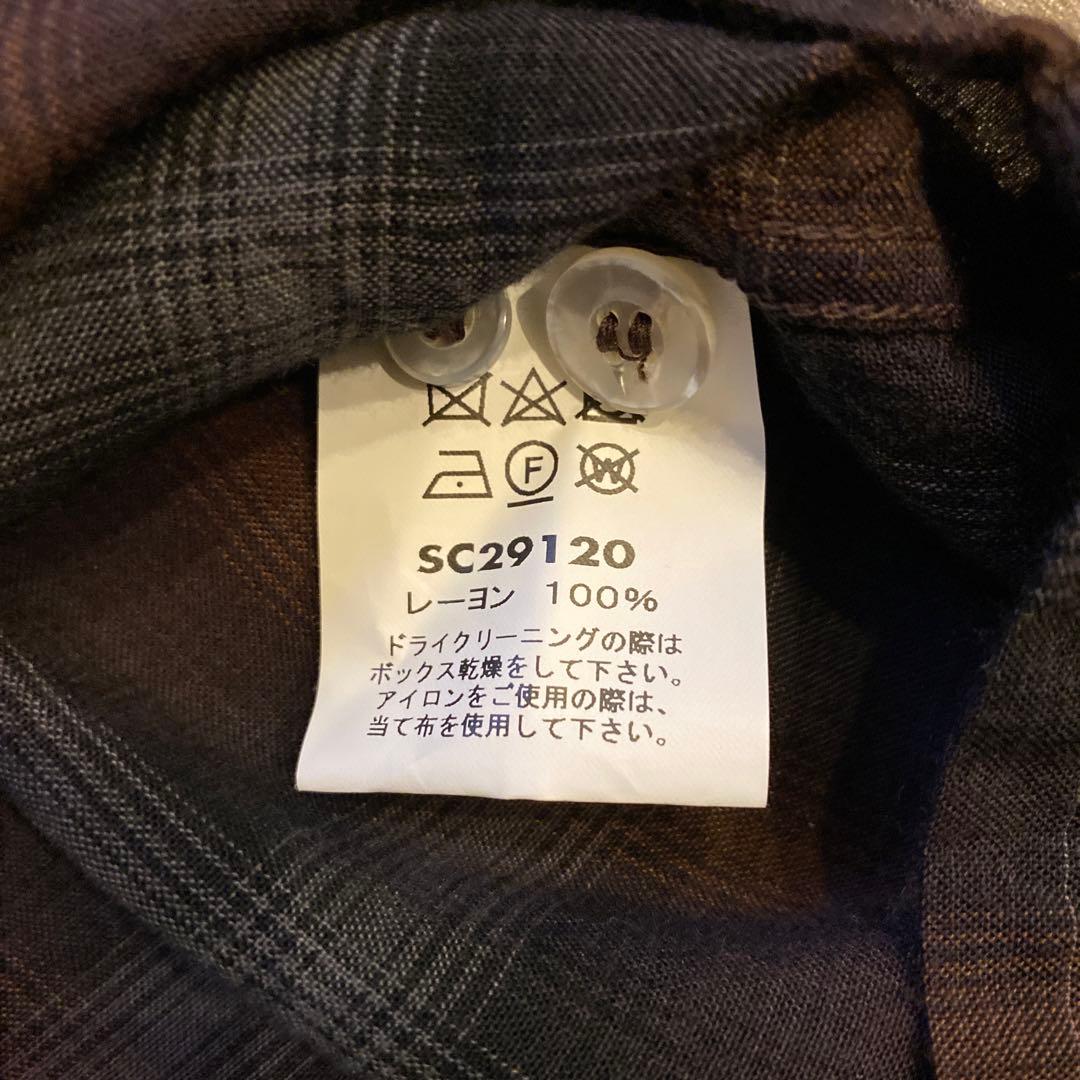 F W
SC29120
レーヨン 100%
ドライクリーニングの際は
ボックス乾燥をして下さい。
アイロンをご使用の際は、
当て布を使用して下さい。